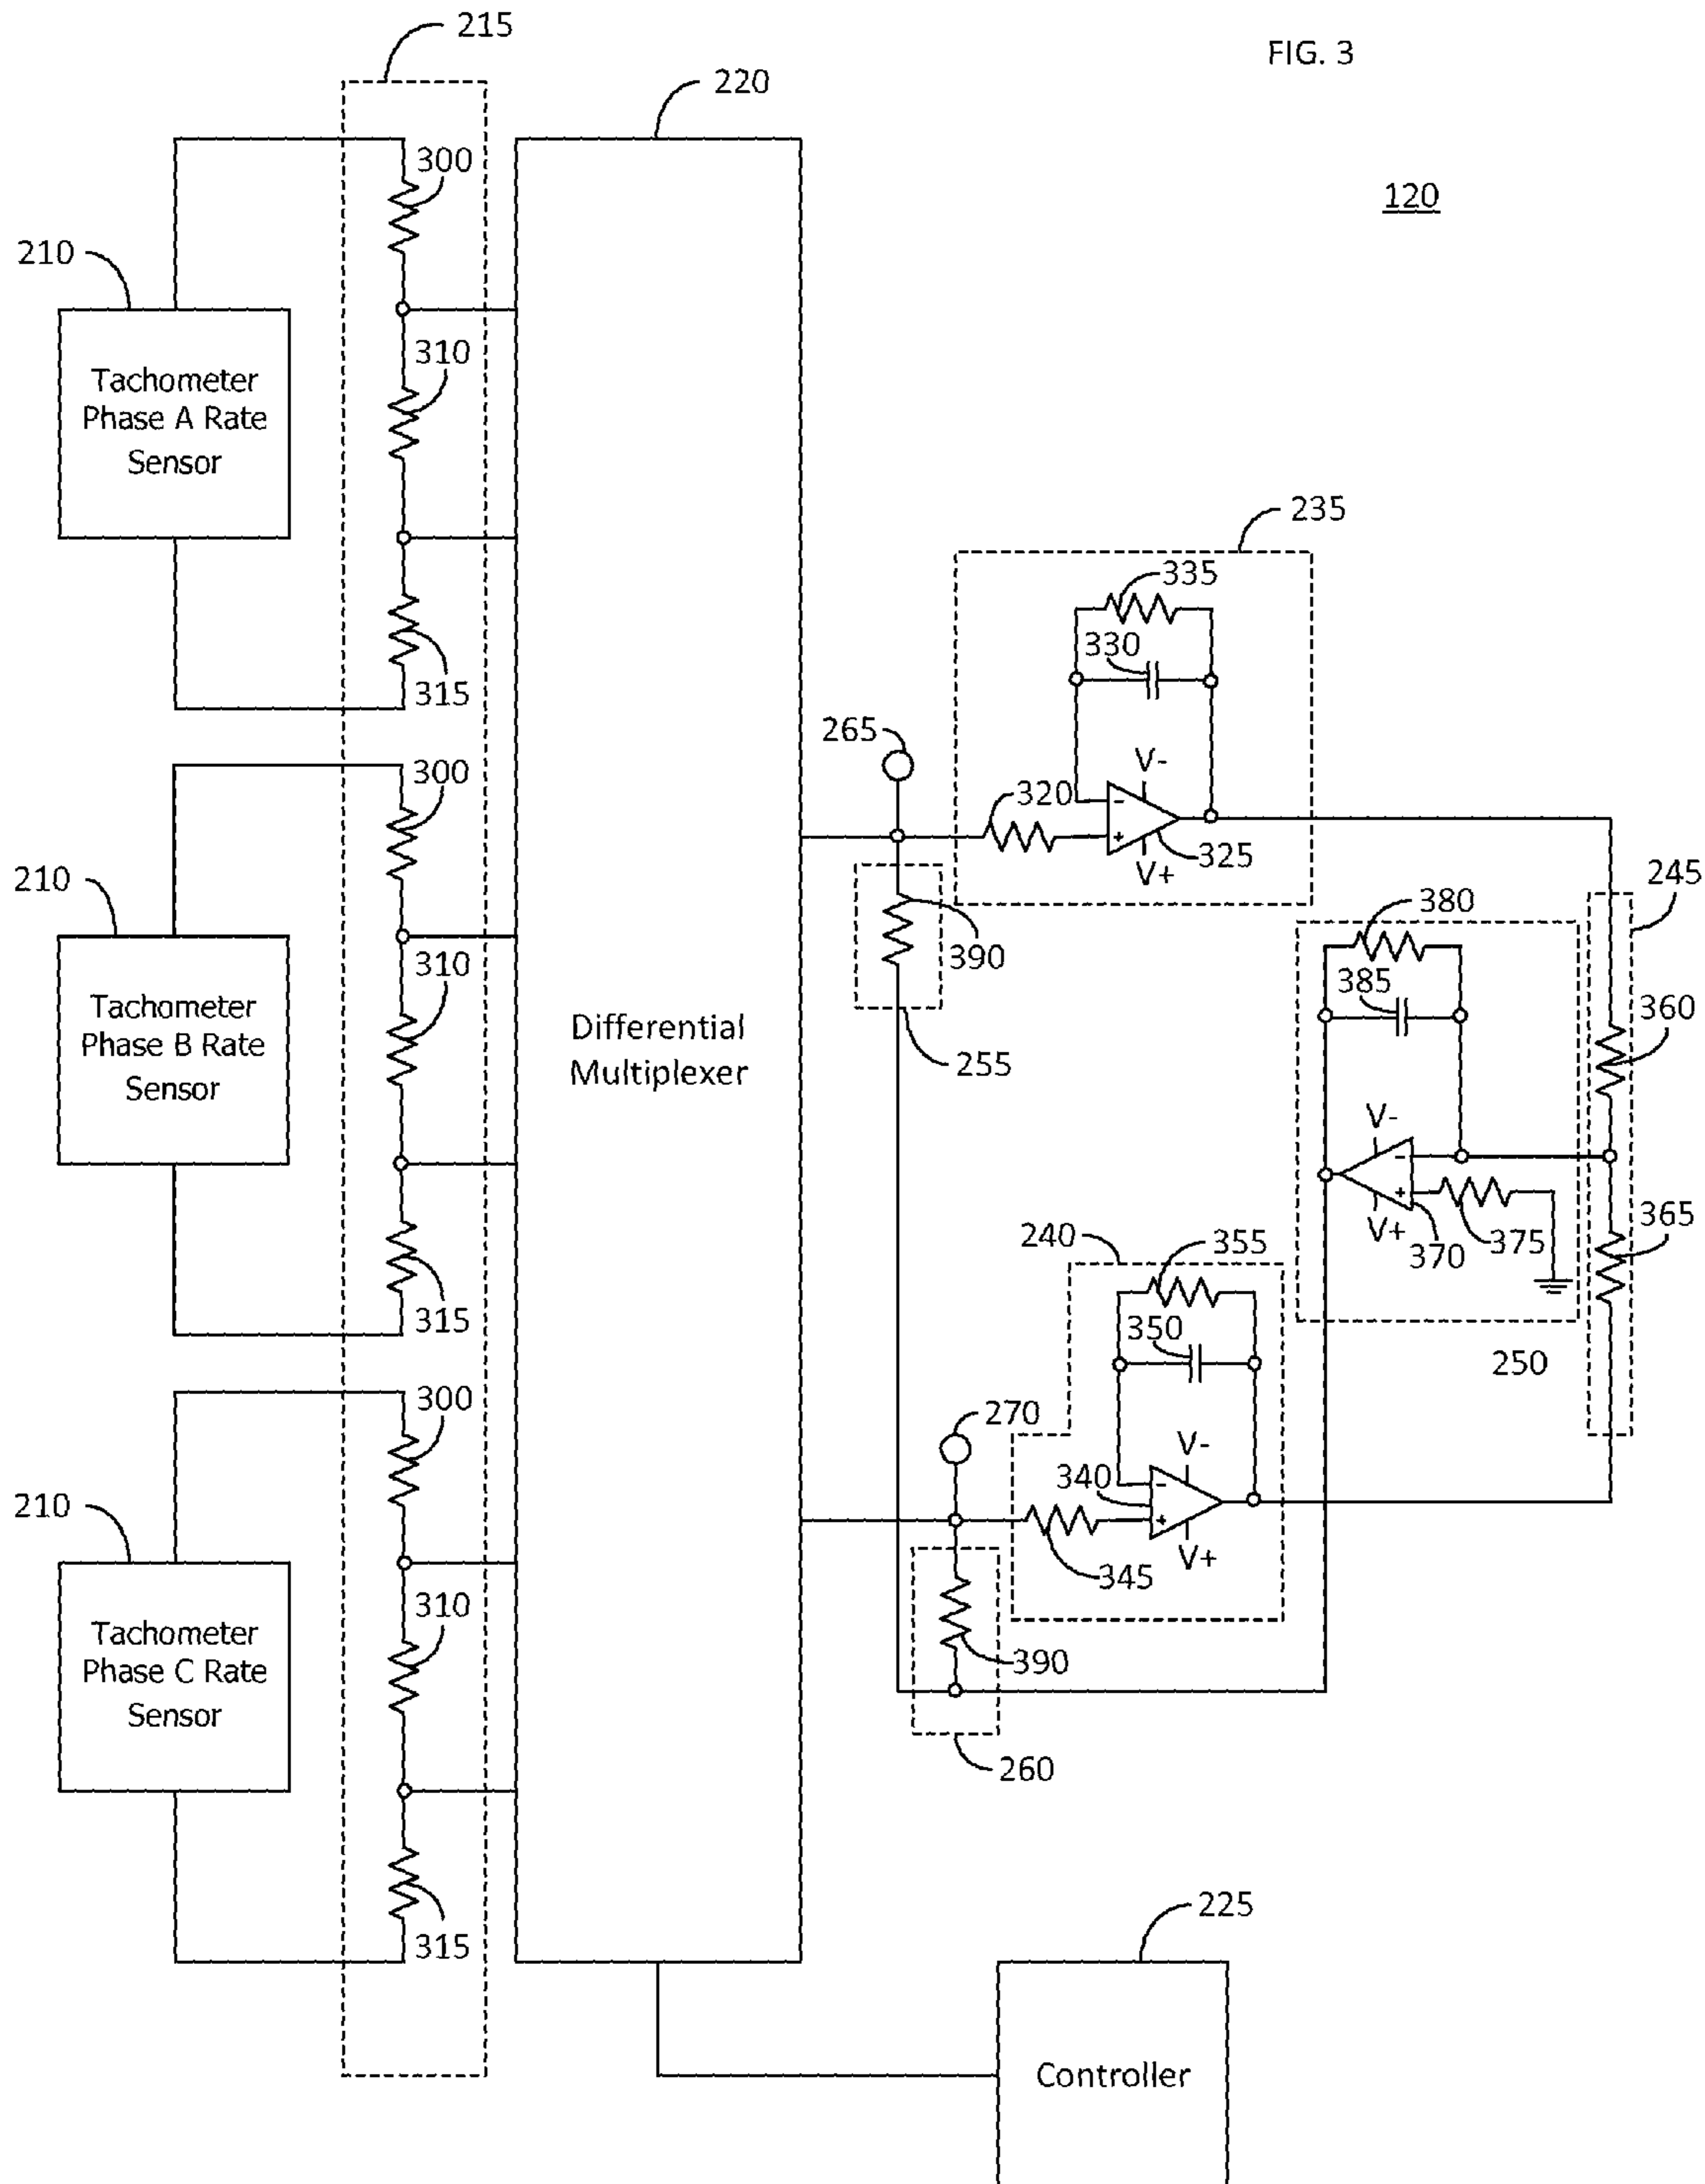 215
FIG. 3
220
120
300
210
310
Tachometer
Phase A Rate
Sensor
315
235
335
330
265
V-
320
300
325
V+
210
245
380
390
310
385
Tachometer
Phase B Rate
Sensor
Differential
Multiplexer
360
255
V-
365
V+
370
375
240
355
315
350
250
300
270
V-
210
340
V+
345
310
390
Tachometer
Phase C Rate
Sensor
260
225
315
Controller